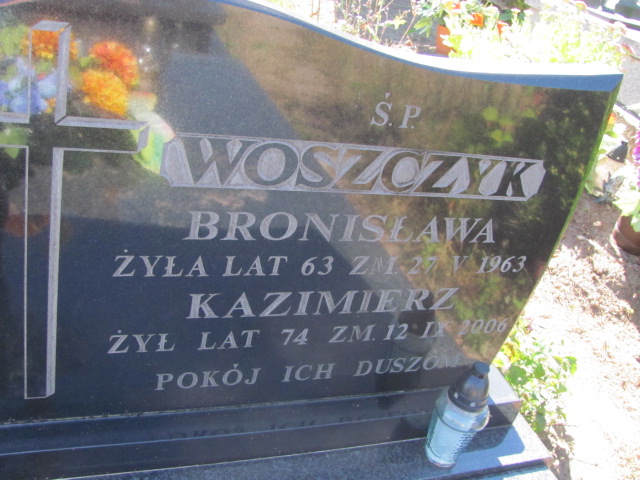 Ś.P.
WOSZCZYK
BRONISŁAWA
ŻYŁA LAT 63 ZM. 27 V 1963
KAZIMIERZ
ŻYŁ LAT 74 ZM. 12 IX 2006
POKÓJ ICH DUSZOM